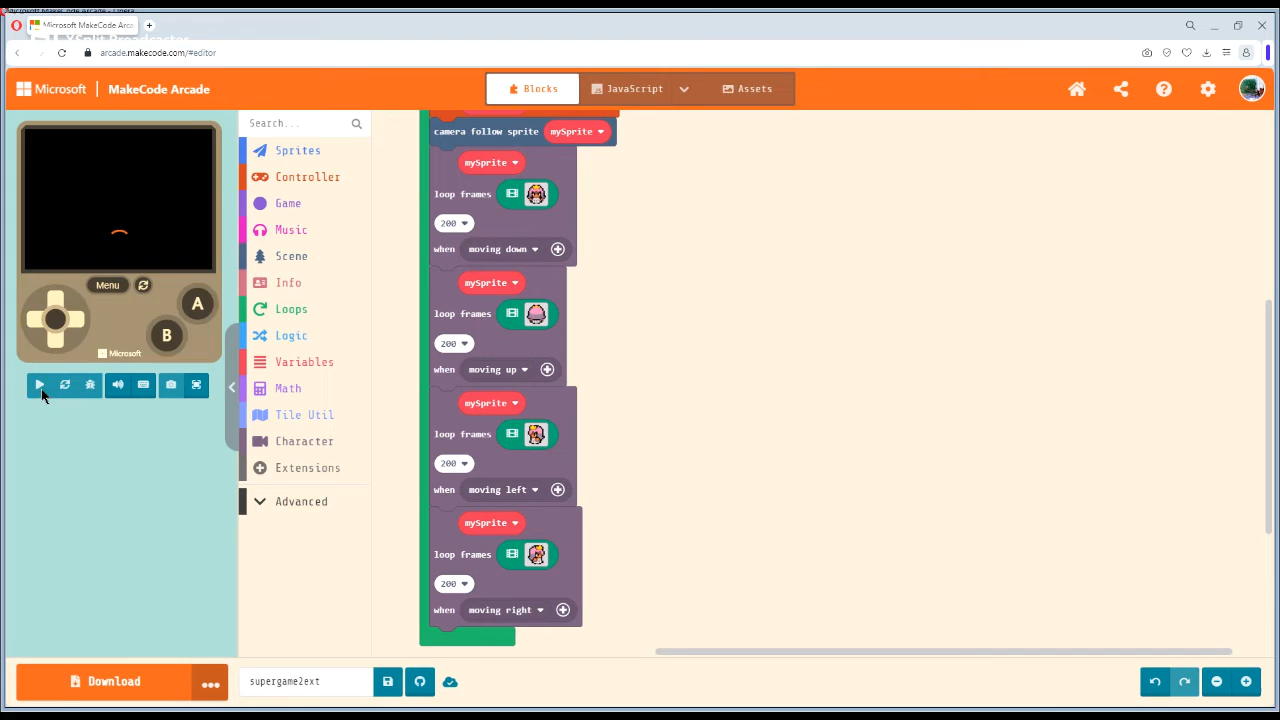 Microsoft MakeCode Arca
arcade.makecode.com/#editor
Microsoft
MakeCode Arcade
Blocks
JavaScript
Assets
Menu
A
B
Microsoft
Search...
Sprites
Controller
Game
Music
Scene
Info
Loops
Logic
Variables
Math
Tile Util
Character
Extensions
Advanced
camera follow sprite mySprite
mySprite
loop frames
200
when moving down
mySprite
loop frames
200
when moving up
mySprite
loop frames
200
when moving left
mySprite
loop frames
200
when moving right
Download
supergame2ext